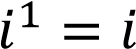 i¹ = i